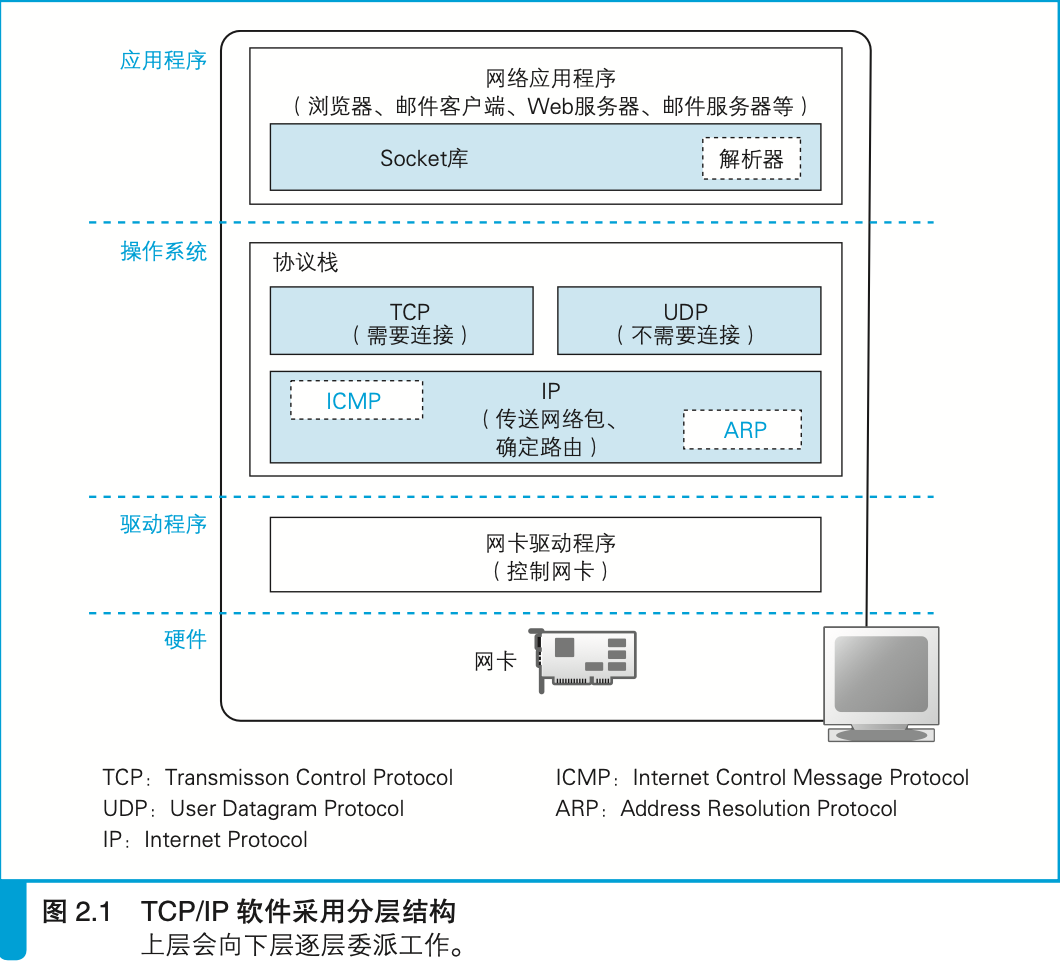 应用程序
网络应用程序
（浏览器、邮件客户端、Web服务器、邮件服务器等）
Socket库
解析器
操作系统
协议栈
TCP
（需要连接）
UDP
（不需要连接）
ICMP
IP
（传送网络包、
确定路由）
ARP
驱动程序
网卡驱动程序
（控制网卡）
硬件
网卡
TCP：Transmisson Control Protocol
UDP：User Datagram Protocol
IP：Internet Protocol
ICMP：Internet Control Message Protocol
ARP：Address Resolution Protocol
图 2.1 TCP/IP 软件采用分层结构
上层会向下层逐层委派工作。